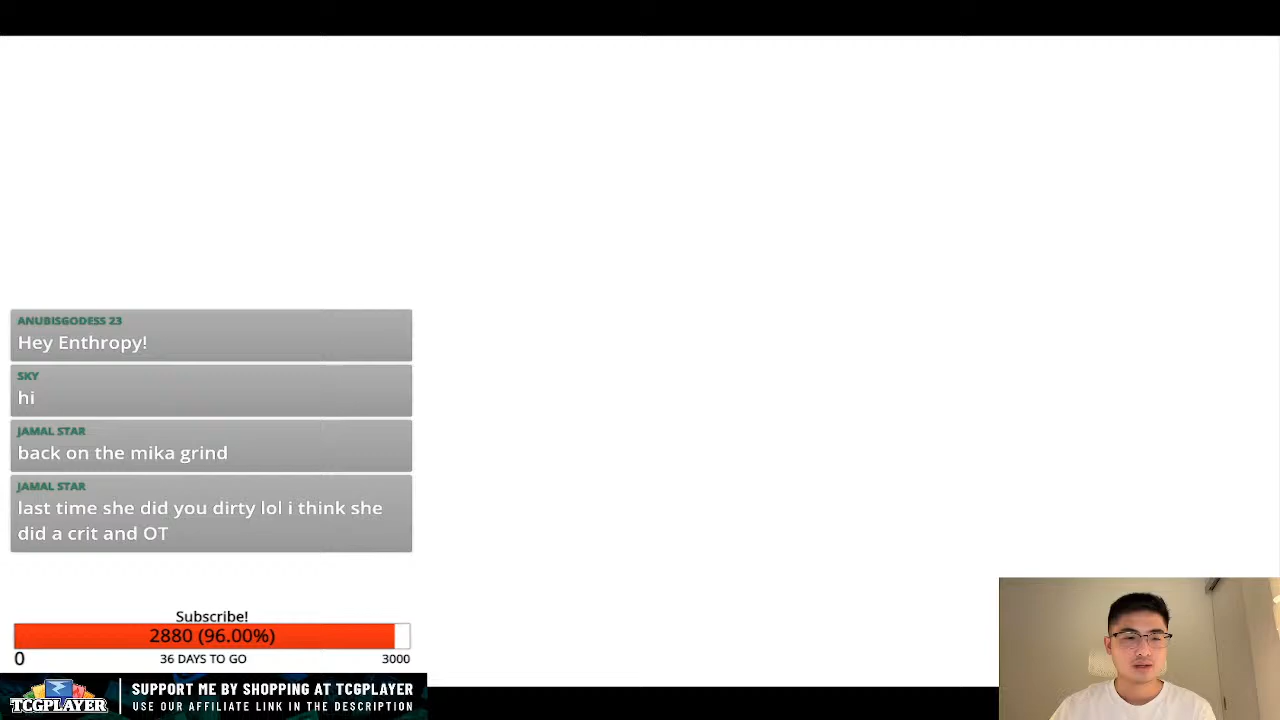 ANUBISGODESS 23
Hey Enthropy!
SKY
hi
JAMAL STAR
back on the mika grind
JAMAL STAR
last time she did you dirty lol i think she
did a crit and OT
Subscribe!
2880 (96.00%)
0
36 DAYS TO GO
3000
TCGPLAYER
SUPPORT ME BY SHOPPING AT TCGPLAYER
USE OUR AFFILIATE LINK IN THE DESCRIPTION